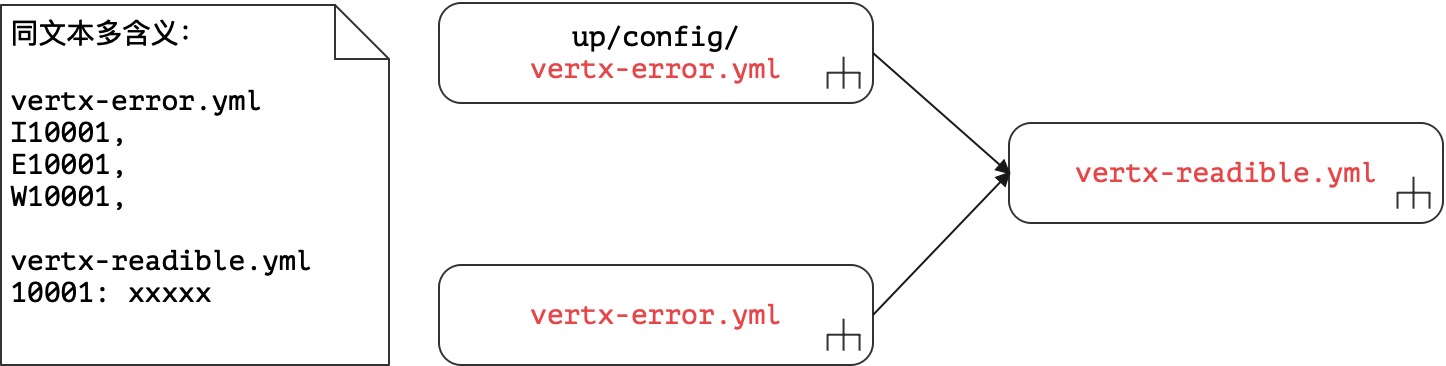 同文本多含义：
vertx-error.yml
I10001,
E10001,
W10001,
vertx-readible.yml
10001: xxxxx
up/config/
vertx-error.yml
vertx-error.yml
vertx-readible.yml